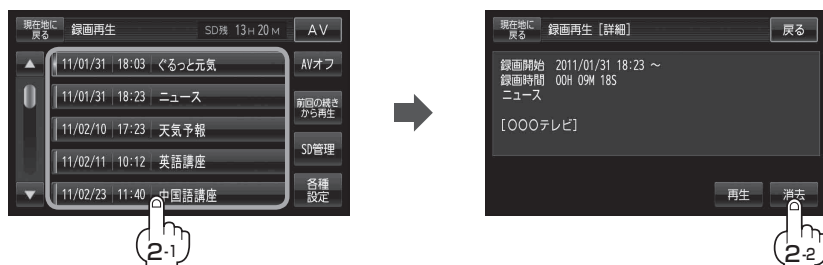 現在地に
戻る
録画再生
SD残 13H 20M
AV
11/01/31 18:03 ぐるっと元気
AVオフ
11/01/31 18:23 ニュース
前回の続き
から再生
11/02/10 17:23 天気予報
11/02/11 10:12 英語講座
SD管理
11/02/23 11:40 中国語講座
各種
設定
2-1
現在地に
戻る
録画再生 [詳細]
戻る
録画開始 2011/01/31 18:23 ～
録画時間 00H 09M 18S
ニュース
[○○○テレビ]
再生
消去
2-2